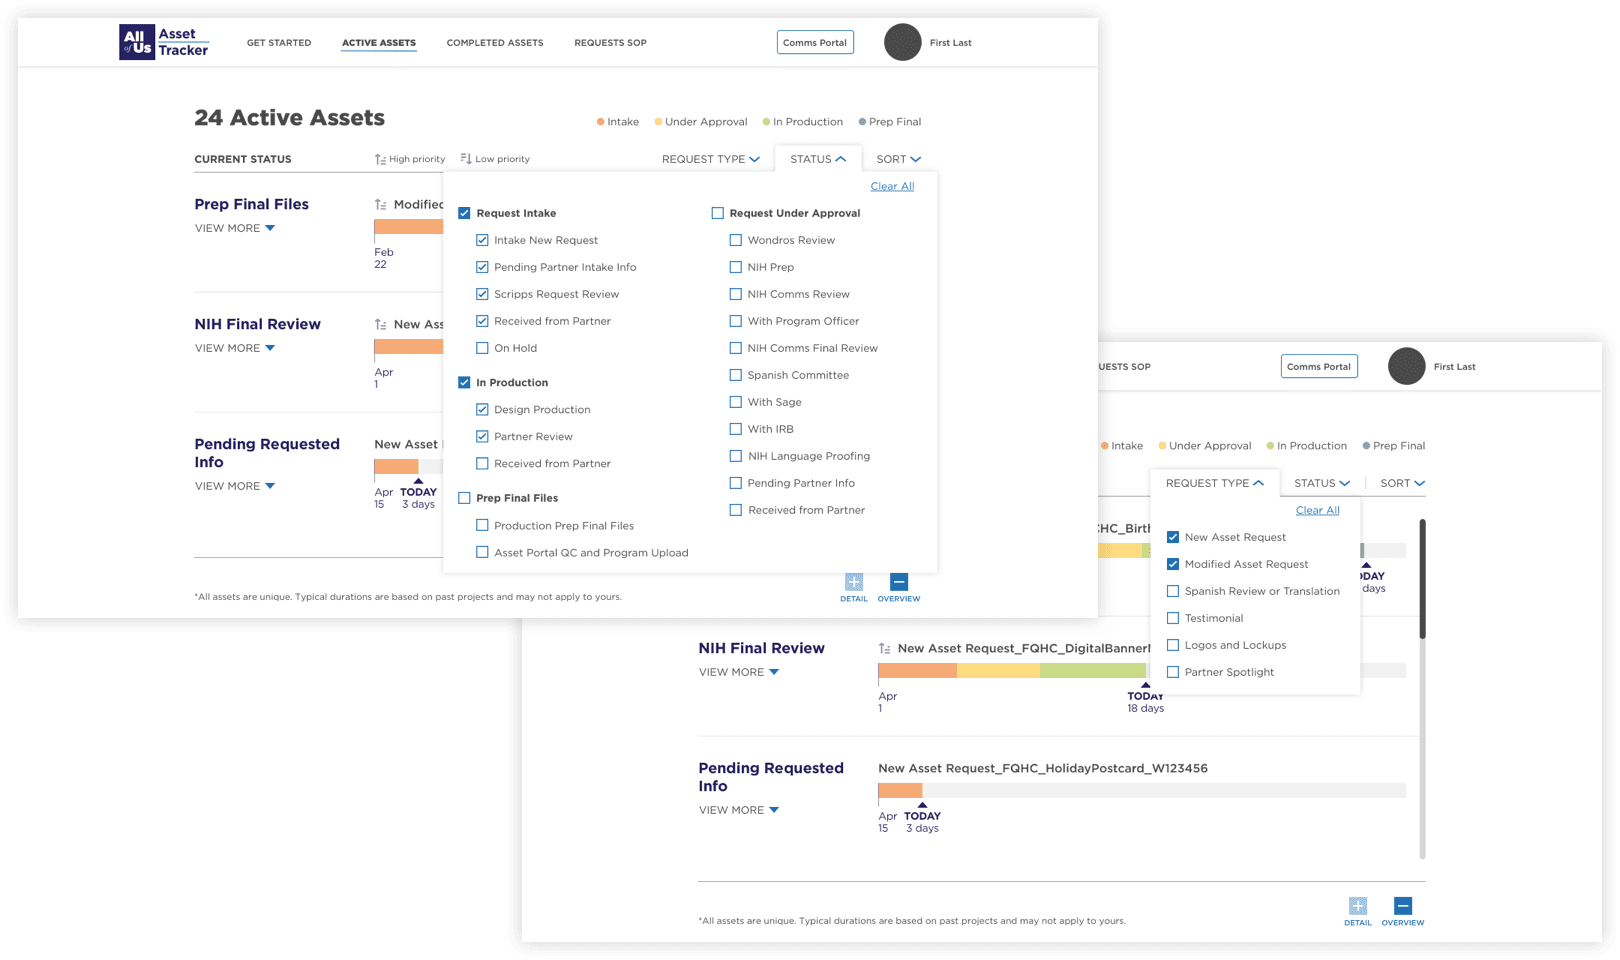 All of Us
Asset Tracker
GET STARTED
ACTIVE ASSETS
COMPLETED ASSETS
REQUESTS SOP
Comms Portal
First Last
24 Active Assets
Intake
Under Approval
In Production
Prep Final
CURRENT STATUS
High priority
Low priority
REQUEST TYPE
STATUS
SORT
Clear All
Prep Final Files
VIEW MORE
Modified
Feb
22
NIH Final Review
VIEW MORE
New Ass
Apr
1
Pending Requested
Info
VIEW MORE
New Asset
Apr
15
TODAY
3 days
Request Intake
Intake New Request
Pending Partner Intake Info
Scripps Request Review
Received from Partner
On Hold
In Production
Design Production
Partner Review
Received from Partner
Prep Final Files
Production Prep Final Files
Asset Portal QC and Program Upload
Request Under Approval
Wondros Review
NIH Prep
NIH Comms Review
With Program Officer
NIH Comms Final Review
Spanish Committee
With Sage
With IRB
NIH Language Proofing
Pending Partner Info
Received from Partner
*All assets are unique. Typical durations are based on past projects and may not apply to yours.
DETAIL
OVERVIEW
UESTS SOP
Comms Portal
First Last
Intake
Under Approval
In Production
Prep Final
REQUEST TYPE
STATUS
SORT
Clear All
New Asset Request
Modified Asset Request
Spanish Review or Translation
Testimonial
Logos and Lockups
Partner Spotlight
HC_Birth
DAY
days
NIH Final Review
VIEW MORE
New Asset Request_FQHC_DigitalBanner
Apr
1
TODAY
18 days
Pending Requested
Info
VIEW MORE
New Asset Request_FQHC_HolidayPostcard_W123456
Apr
15
TODAY
3 days
*All assets are unique. Typical durations are based on past projects and may not apply to yours.
DETAIL
OVERVIEW